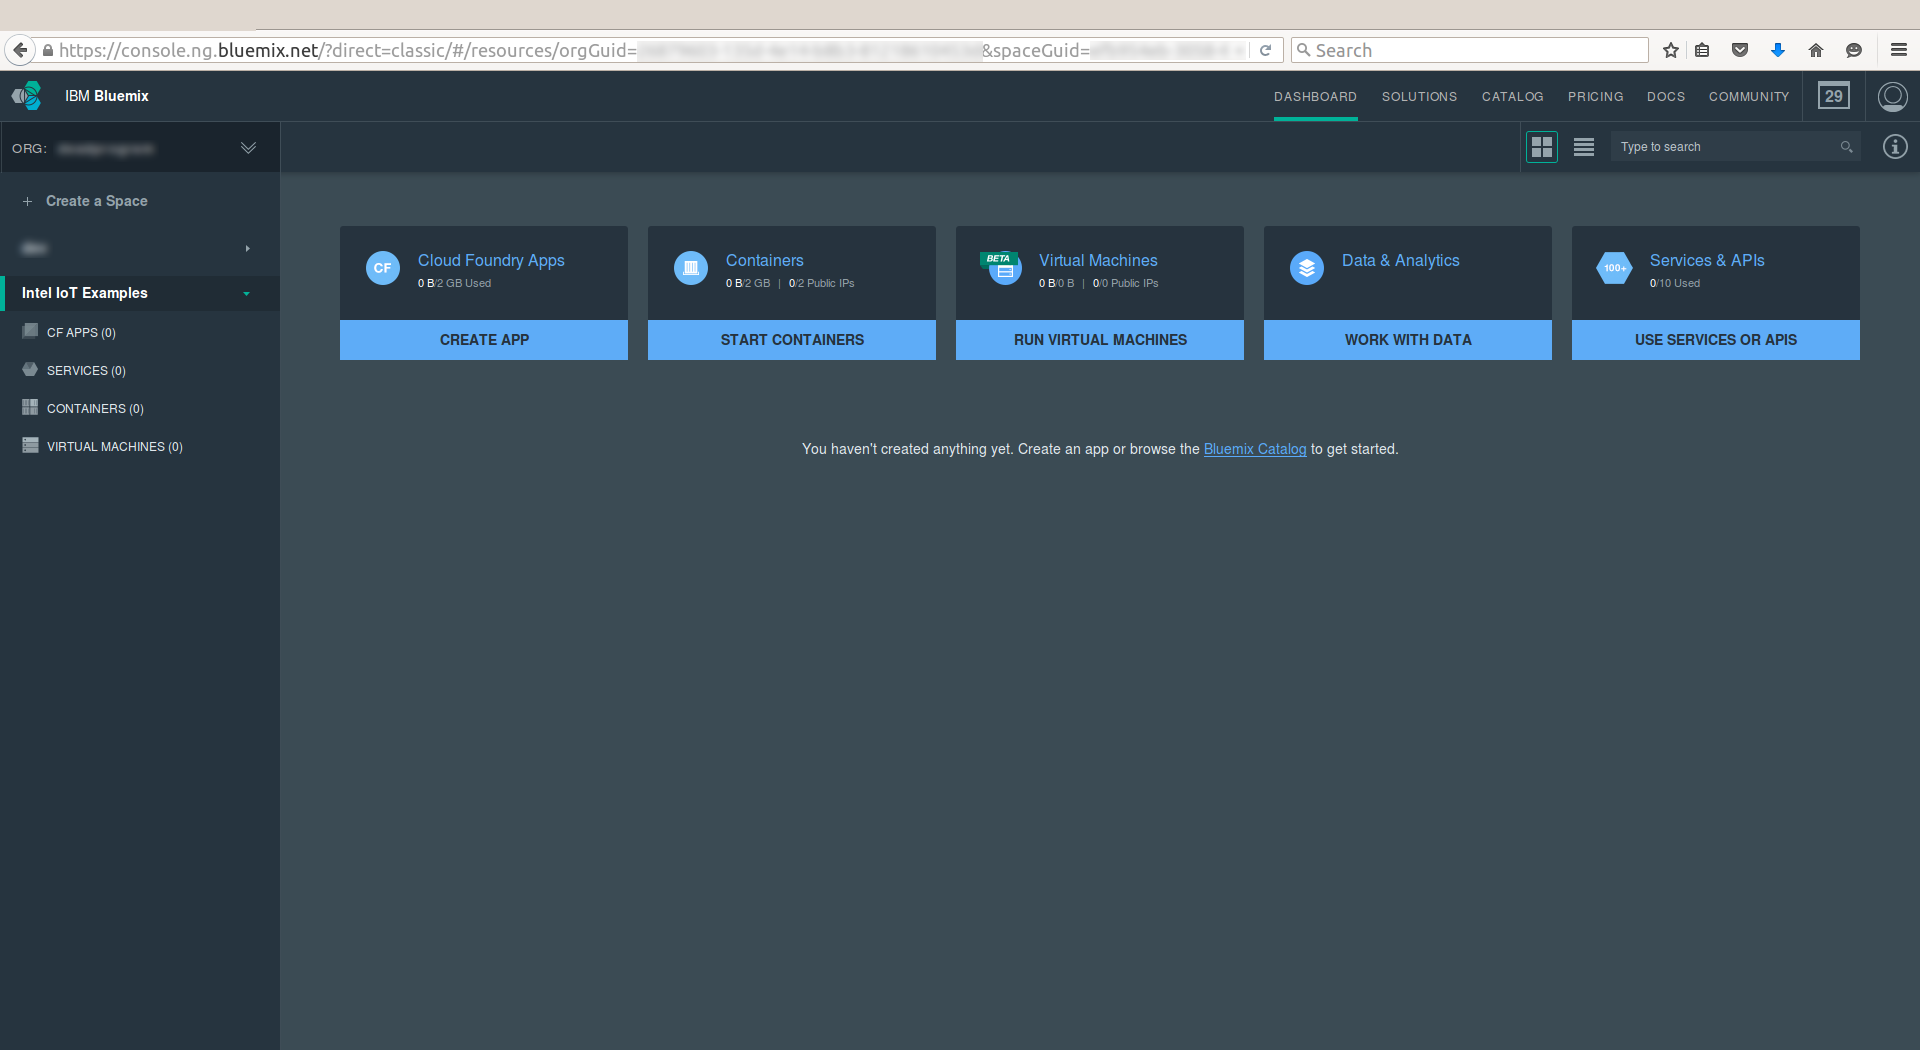 https://console.ng.bluemix.net/?direct=classic/#/resources/orgGuid= &spaceGuid=
Search
IBM Bluemix
DASHBOARD SOLUTIONS CATALOG PRICING DOCS COMMUNITY 29
ORG:
Type to search
+ Create a Space
Intel IoT Examples
CF APPS (0)
SERVICES (0)
CONTAINERS (0)
VIRTUAL MACHINES (0)
CF Cloud Foundry Apps
0 B/2 GB Used
CREATE APP
Containers
0 B/2 GB | 0/2 Public IPs
START CONTAINERS
BETA Virtual Machines
0 B/0 B | 0/0 Public IPs
RUN VIRTUAL MACHINES
Data & Analytics
WORK WITH DATA
100+ Services & APIs
0/10 Used
USE SERVICES OR APIS
You haven't created anything yet. Create an app or browse the Bluemix Catalog to get started.